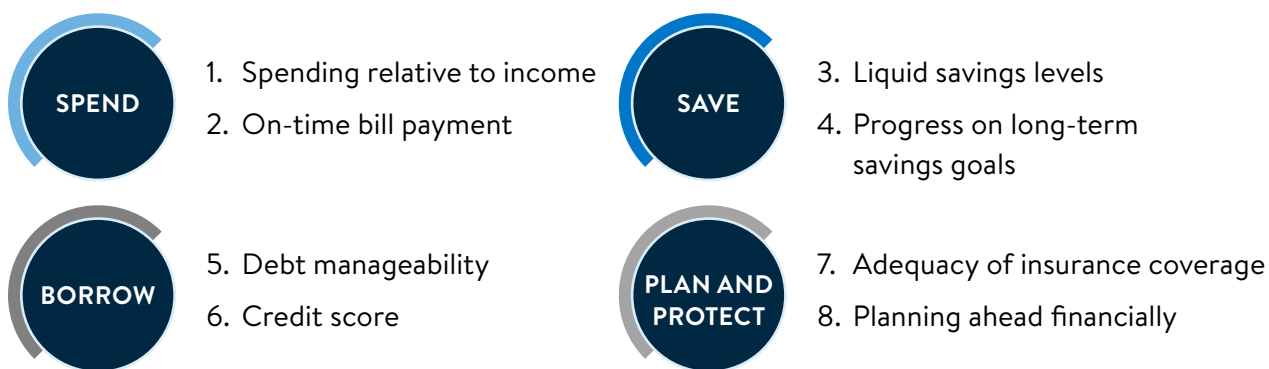 SPEND
1. Spending relative to income
2. On-time bill payment
SAVE
3. Liquid savings levels
4. Progress on long-term
savings goals
BORROW
5. Debt manageability
6. Credit score
PLAN AND
PROTECT
7. Adequacy of insurance coverage
8. Planning ahead financially